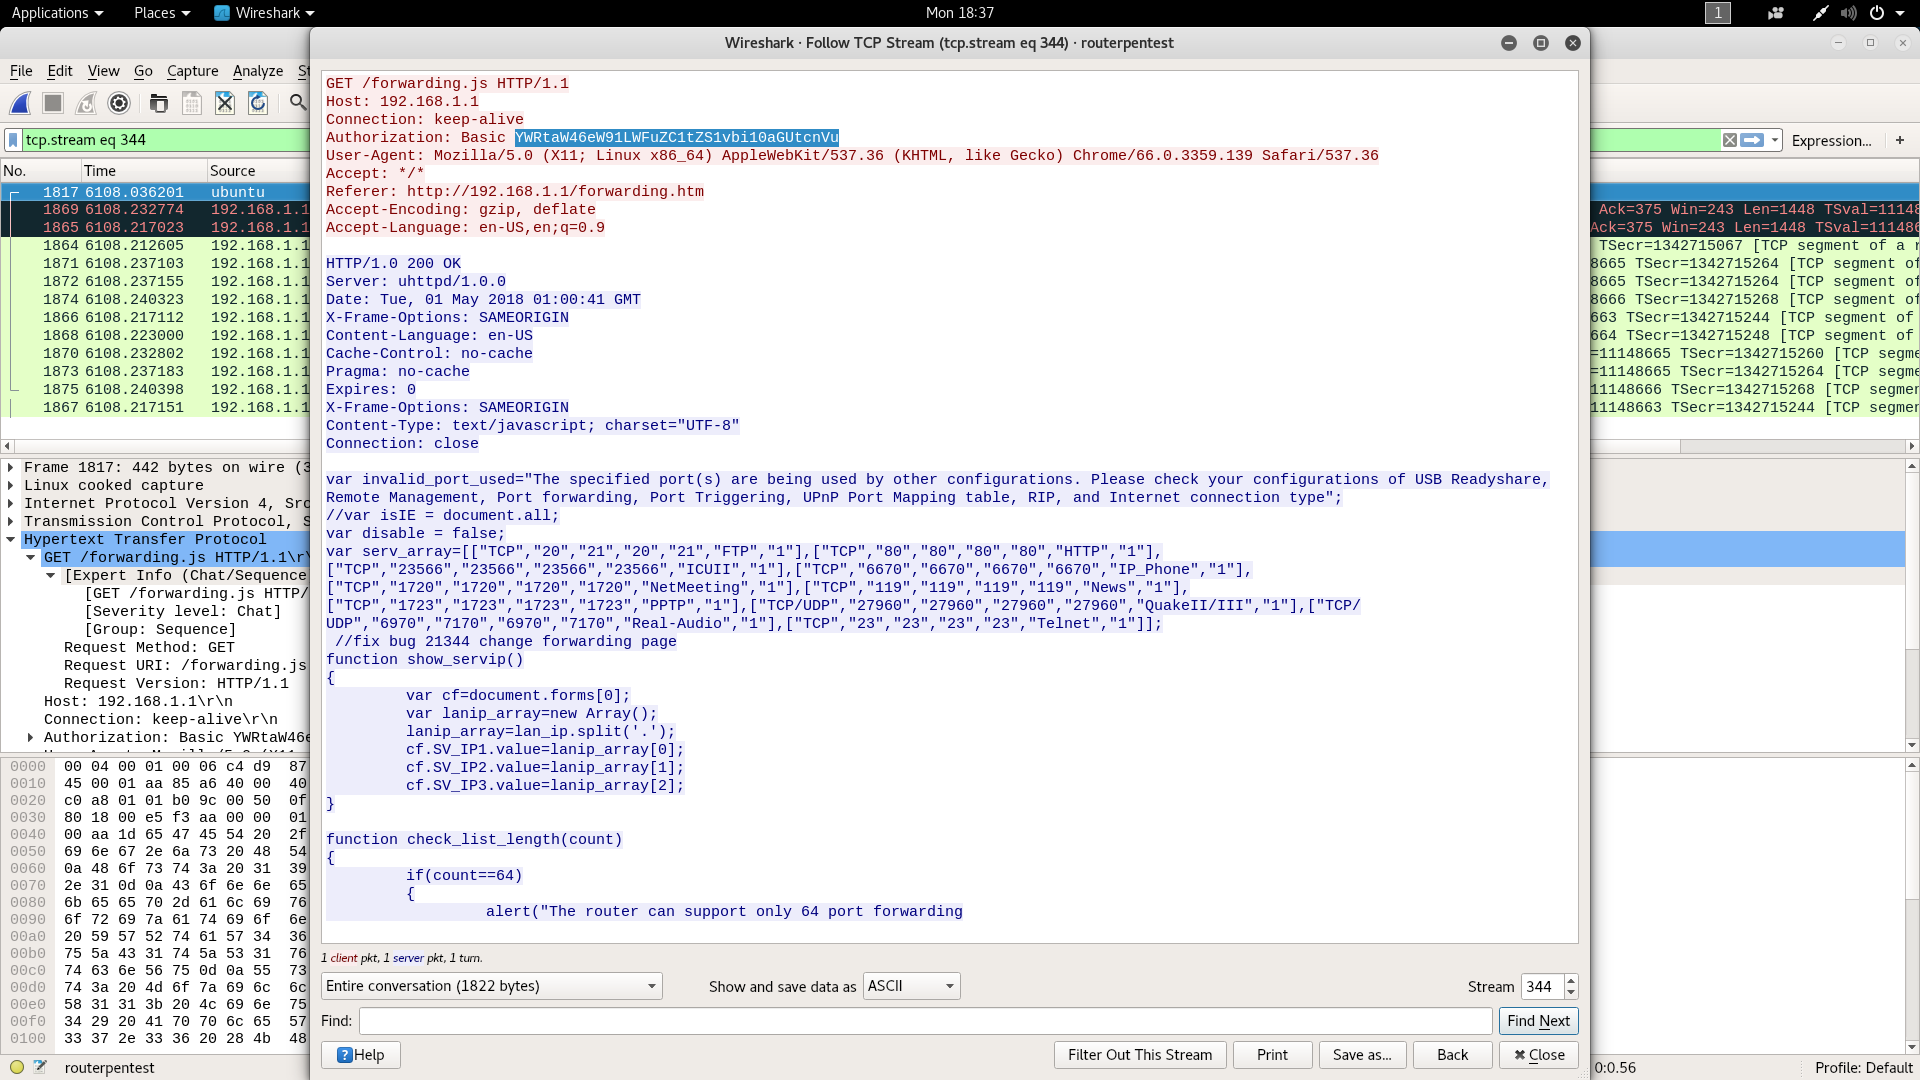 Applications Places Wireshark Mon 18:37 1
Wireshark · Follow TCP Stream (tcp.stream eq 344) · routerpentest
File Edit View Go Capture Analyze St
tcp.stream eq 344 Expression... +
No. Time Source
1817 6108.036201 ubuntu
1869 6108.232774 192.168.1.1 Ack=375 Win=243 Len=1448 TSval=11148
1865 6108.217023 192.168.1.1 Ack=375 Win=243 Len=1448 TSval=111486
1864 6108.212605 192.168.1.1 TSecr=1342715067 [TCP segment of a r
1871 6108.237103 192.168.1.1 8665 TSecr=1342715264 [TCP segment of
1872 6108.237155 192.168.1.1 8665 TSecr=1342715264 [TCP segment of
1874 6108.240323 192.168.1.1 8666 TSecr=1342715268 [TCP segment of
1866 6108.217112 192.168.1.1 663 TSecr=1342715244 [TCP segment of
1868 6108.223000 192.168.1.1 664 TSecr=1342715248 [TCP segment of
1870 6108.232802 192.168.1.1 =11148665 TSecr=1342715260 [TCP segme
1873 6108.237183 192.168.1.1 =11148665 TSecr=1342715264 [TCP segme
1875 6108.240398 192.168.1.1 11148666 TSecr=1342715268 [TCP segmen
1867 6108.217151 192.168.1.1 11148663 TSecr=1342715244 [TCP segmen
Frame 1817: 442 bytes on wire (3
Linux cooked capture
Internet Protocol Version 4, Src
Transmission Control Protocol, S
Hypertext Transfer Protocol
GET /forwarding.js HTTP/1.1\r\
[Expert Info (Chat/Sequence
[GET /forwarding.js HTTP/
[Severity level: Chat]
[Group: Sequence]
Request Method: GET
Request URI: /forwarding.js
Request Version: HTTP/1.1
Host: 192.168.1.1\r\n
Connection: keep-alive\r\n
Authorization: Basic YWRtaW46e
0000 00 04 00 01 00 06 c4 d9 87
0010 45 00 01 aa 85 a6 40 00 40
0020 c0 a8 01 01 b0 9c 00 50 0f
0030 80 18 00 e5 f3 aa 00 00 01
0040 00 aa 1d 65 47 45 54 20 2f
0050 69 6e 67 2e 6a 73 20 48 54
0060 0a 48 6f 73 74 3a 20 31 39
0070 2e 31 0d 0a 43 6f 6e 6e 65
0080 6b 65 65 70 2d 61 6c 69 76
0090 6f 72 69 7a 61 74 69 6f 6e
00a0 20 59 57 52 74 61 57 34 36
00b0 75 5a 43 31 74 5a 53 31 76
00c0 74 63 6e 56 75 0d 0a 55 73
00d0 74 3a 20 4d 6f 7a 69 6c 6c
00e0 58 31 31 3b 20 4c 69 6e 75
00f0 34 29 20 41 70 70 6c 65 57
0100 33 37 2e 33 36 20 28 4b 48
GET /forwarding.js HTTP/1.1
Host: 192.168.1.1
Connection: keep-alive
Authorization: Basic YWRtaW46eW91LWFuZC1tZS1vbi10aGUtcnVu
User-Agent: Mozilla/5.0 (X11; Linux x86_64) AppleWebKit/537.36 (KHTML, like Gecko) Chrome/66.0.3359.139 Safari/537.36
Accept: */*
Referer: http://192.168.1.1/forwarding.htm
Accept-Encoding: gzip, deflate
Accept-Language: en-US,en;q=0.9
HTTP/1.0 200 OK
Server: uhttpd/1.0.0
Date: Tue, 01 May 2018 01:00:41 GMT
X-Frame-Options: SAMEORIGIN
Content-Language: en-US
Cache-Control: no-cache
Pragma: no-cache
Expires: 0
X-Frame-Options: SAMEORIGIN
Content-Type: text/javascript; charset="UTF-8"
Connection: close
var invalid_port_used="The specified port(s) are being used by other configurations. Please check your configurations of USB Readyshare,
Remote Management, Port forwarding, Port Triggering, UPnP Port Mapping table, RIP, and Internet connection type";
//var isIE = document.all;
var disable = false;
var serv_array=[["TCP","20","21","20","21","FTP","1"],["TCP","80","80","80","80","HTTP","1"],
["TCP","23566","23566","23566","23566","ICUII","1"],["TCP","6670","6670","6670","6670","IP_Phone","1"],
["TCP","1720","1720","1720","1720","NetMeeting","1"],["TCP","119","119","119","119","News","1"],
["TCP","1723","1723","1723","1723","PPTP","1"],["TCP/UDP","27960","27960","27960","27960","QuakeII/III","1"],["TCP/
UDP","6970","7170","6970","7170","Real-Audio","1"],["TCP","23","23","23","23","Telnet","1"]];
//fix bug 21344 change forwarding page
function show_servip()
{
var cf=document.forms[0];
var lanip_array=new Array();
lanip_array=lan_ip.split('.');
cf.SV_IP1.value=lanip_array[0];
cf.SV_IP2.value=lanip_array[1];
cf.SV_IP3.value=lanip_array[2];
}
function check_list_length(count)
{
if(count==64)
{
alert("The router can support only 64 port forwarding
1 client pkt, 1 server pkt, 1 turn.
Entire conversation (1822 bytes) Show and save data as ASCII Stream 344
Find: Find Next
Help Filter Out This Stream Print Save as... Back Close
routerpentest 0:0.56 Profile: Default